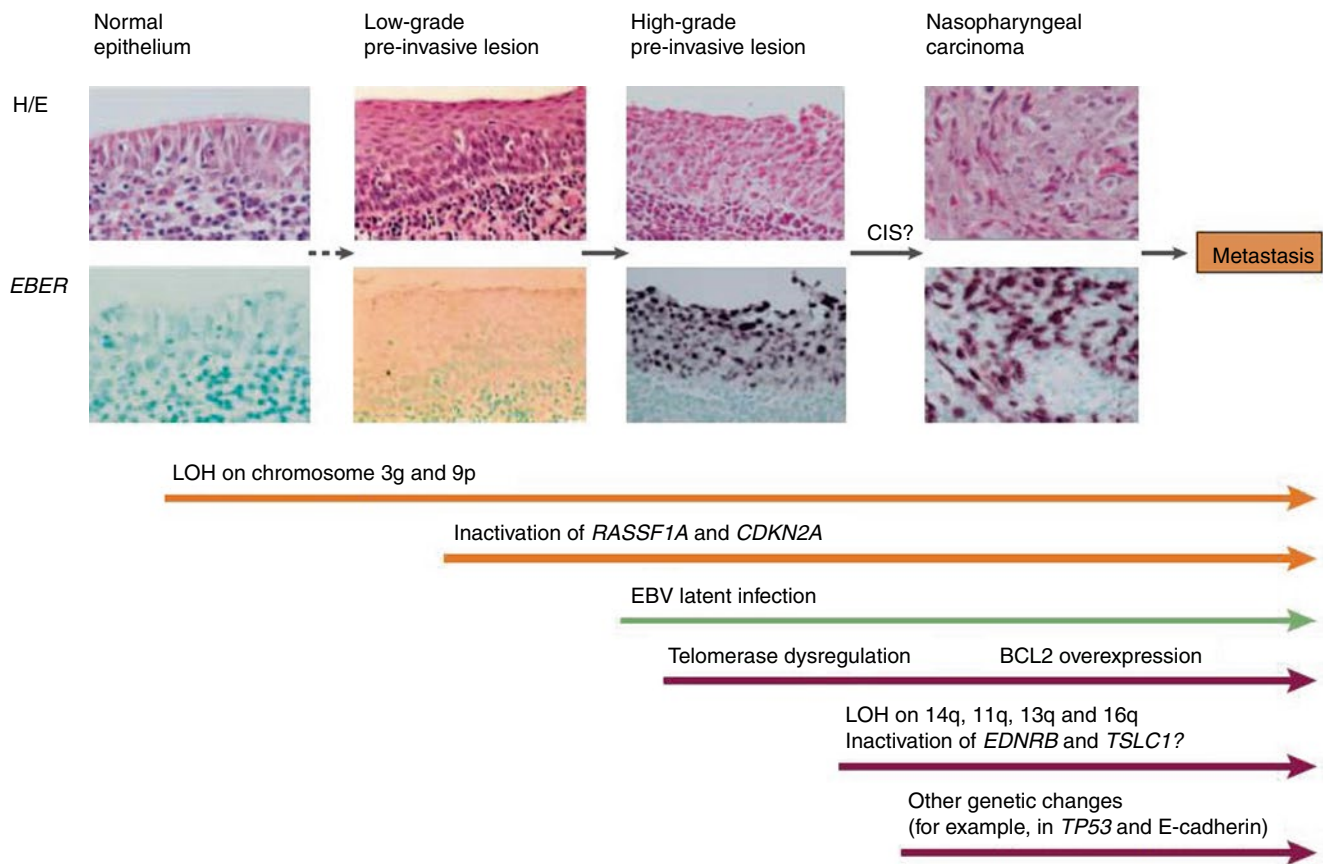 Normal
epithelium
Low-grade
pre-invasive lesion
High-grade
pre-invasive lesion
Nasopharyngeal
carcinoma
H/E
CIS?
Metastasis
EBER
LOH on chromosome 3g and 9p
Inactivation of RASSF1A and CDKN2A
EBV latent infection
Telomerase dysregulation
BCL2 overexpression
LOH on 14q, 11q, 13q and 16q
Inactivation of EDNRB and TSLC1?
Other genetic changes
(for example, in TP53 and E-cadherin)